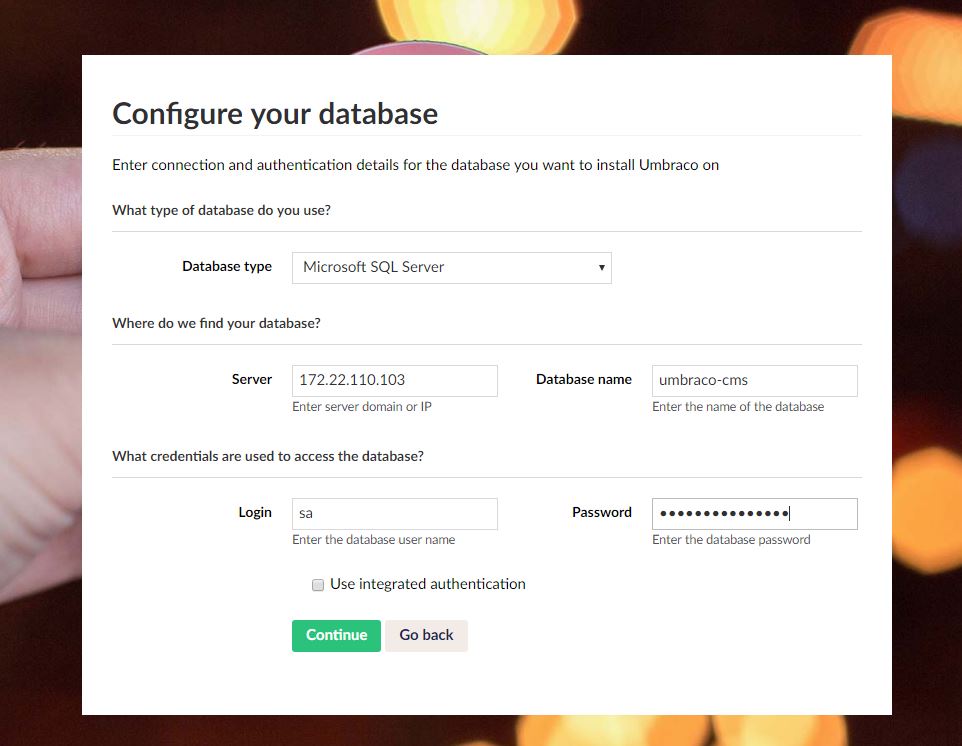 Configure your database
Enter connection and authentication details for the database you want to install Umbraco on
What type of database do you use?
Database type Microsoft SQL Server
Where do we find your database?
Server 172.22.110.103 Database name umbraco-cms
Enter server domain or IP Enter the name of the database
What credentials are used to access the database?
Login sa Password •••••••••••••••
Enter the database user name Enter the database password
Use integrated authentication
Continue Go back